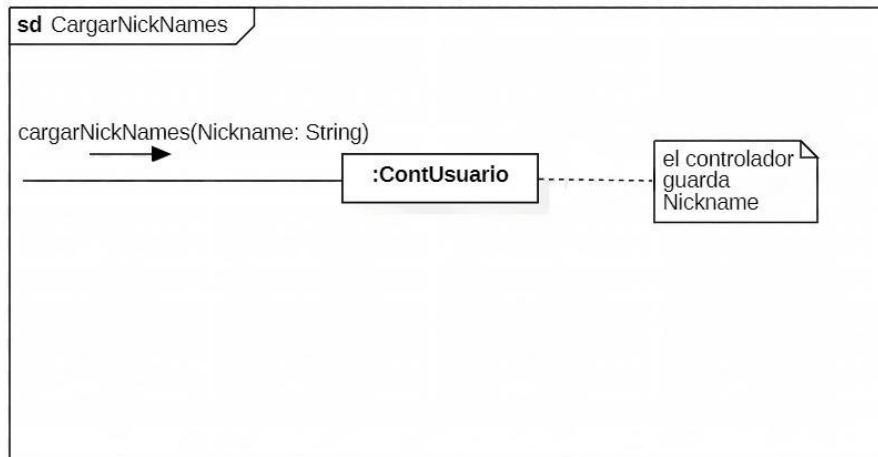 sd CargarNickNames
cargarNickNames(Nickname: String)
:ContUsuario
el controlador
guarda
Nickname